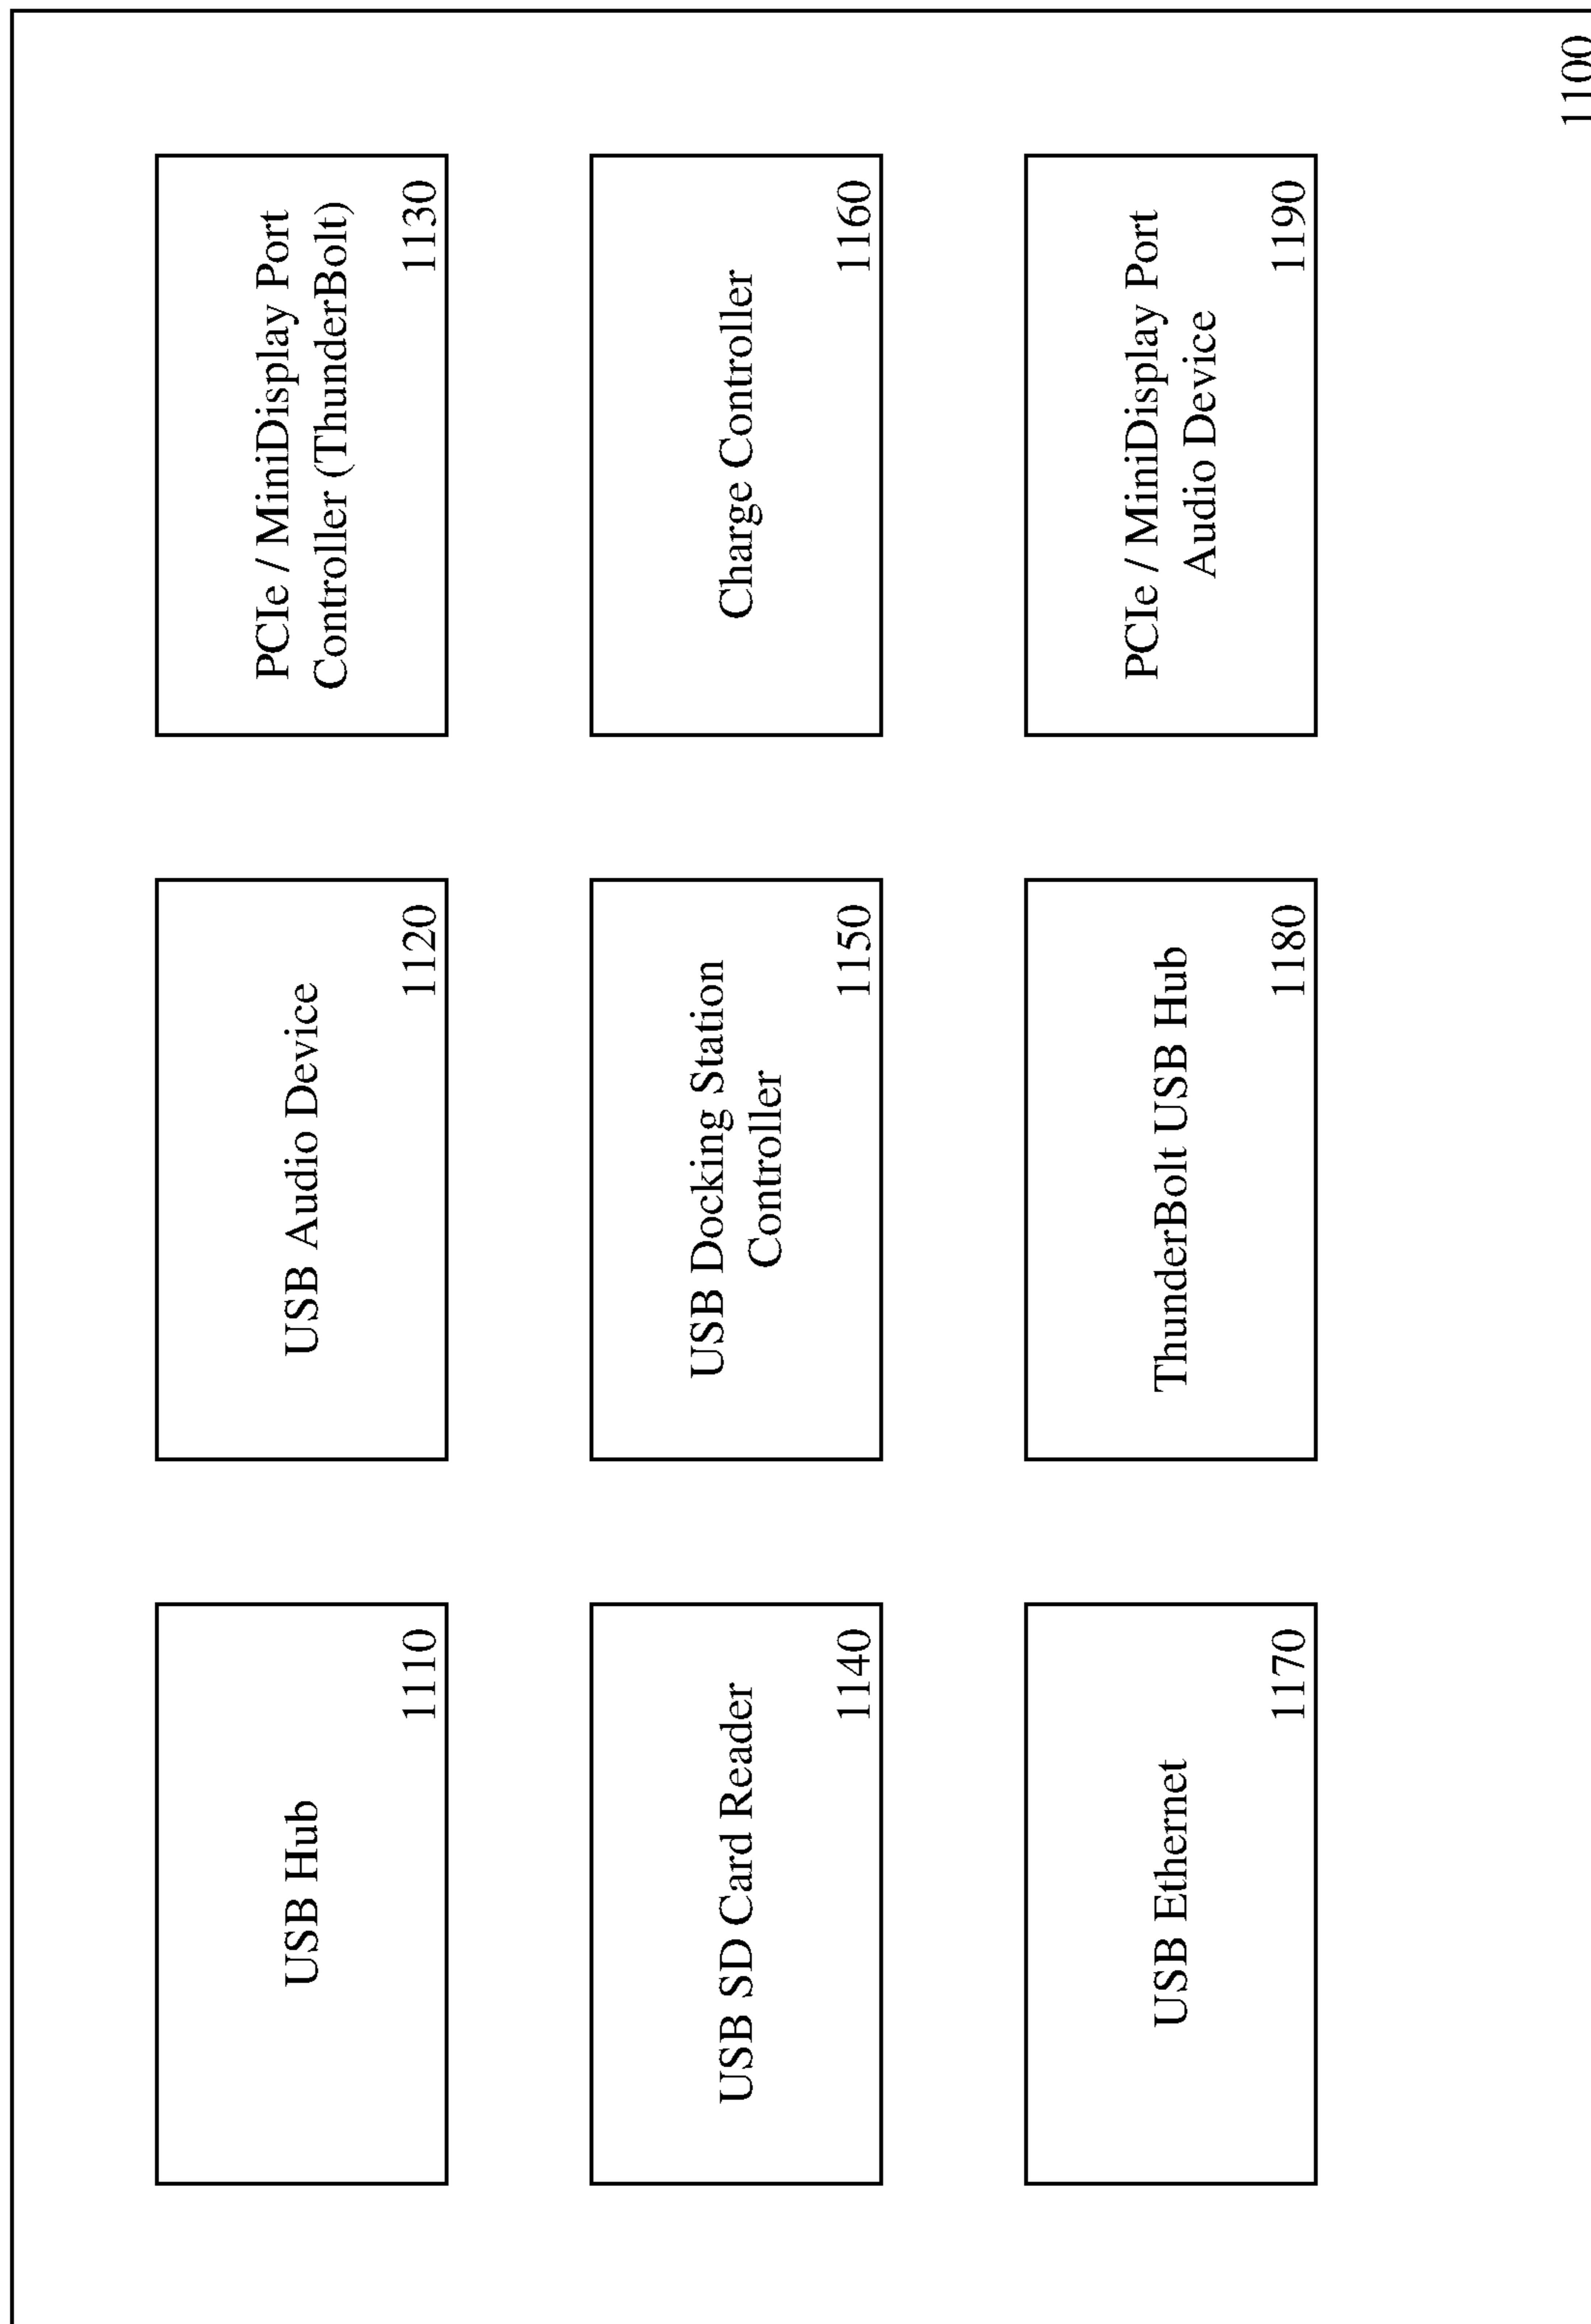 USB Hub
1110
USB Audio Device
1120
PCIe / MiniDisplay Port
Controller (ThunderBolt)
1130
USB SD Card Reader
1140
USB Docking Station
Controller
1150
Charge Controller
1160
USB Ethernet
1170
ThunderBolt USB Hub
1180
PCIe / MiniDisplay Port
Audio Device
1190
1100